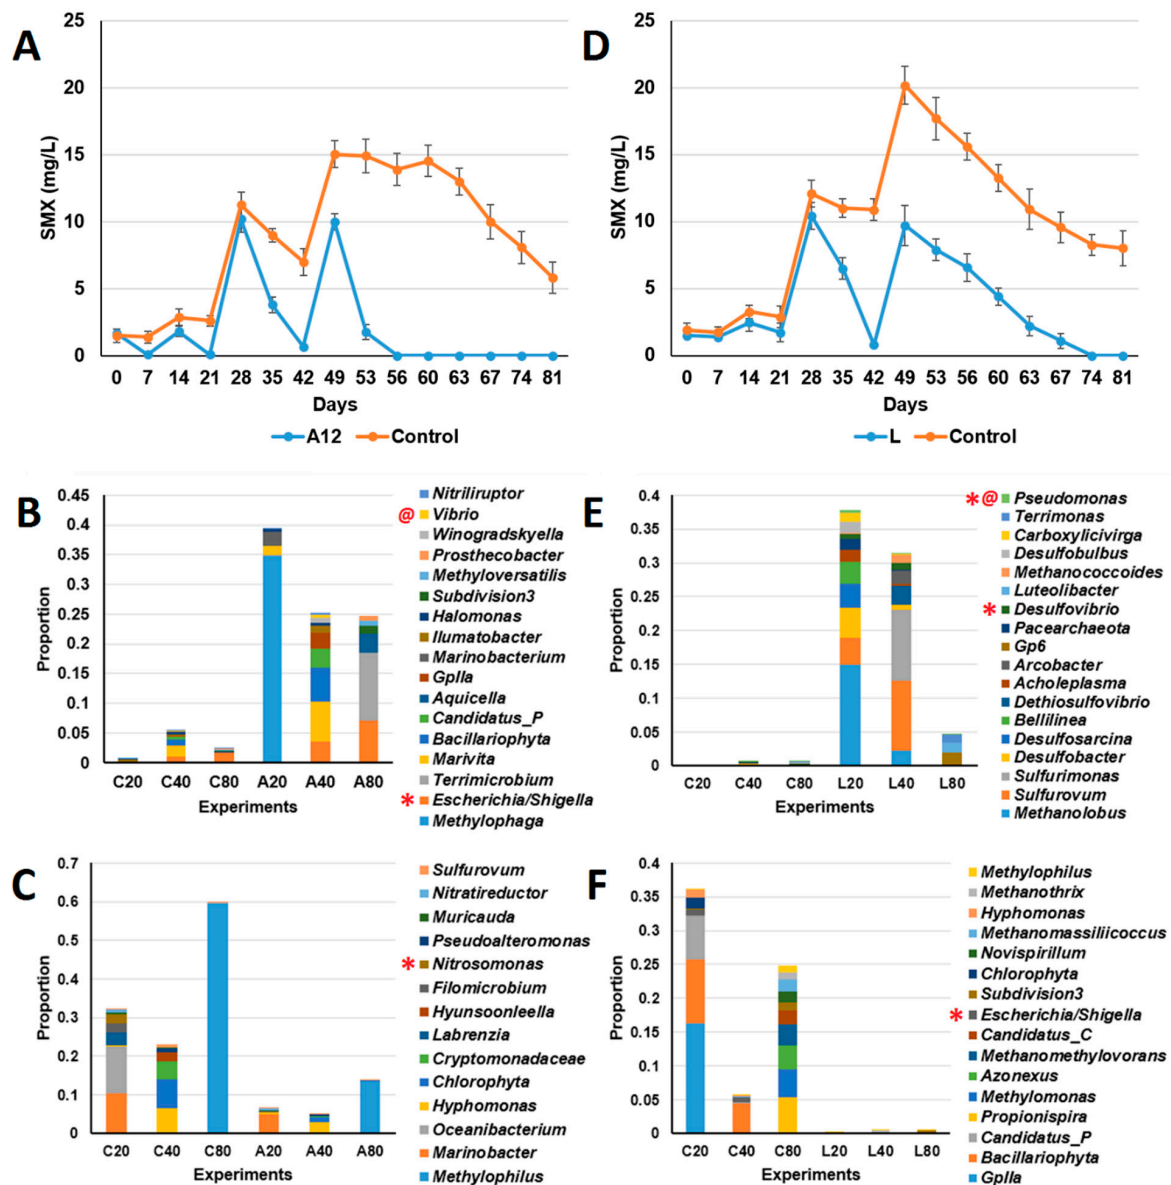 A
25
20
15
10
5
0
SMX (mg/L)
0 7 14 21 28 35 42 49 53 56 60 63 67 74 81
Days
A12 Control
D
25
20
15
10
5
0
SMX (mg/L)
0 7 14 21 28 35 42 49 53 56 60 63 67 74 81
Days
L Control
B
0.45
0.4
0.35
0.3
0.25
0.2
0.15
0.1
0.05
0
Proportion
C20 C40 C80 A20 A40 A80
Experiments
Nitriliruptor
@ Vibrio
Winogradskyella
Prosthecobacter
Methyloversatilis
Subdivision3
Halomonas
Ilumatobacter
Marinobacterium
GpIIa
Aquicella
Candidatus_P
Bacillariophyta
Marivita
Terrimicrobium
* Escherichia/Shigella
Methylophaga
E
0.4
0.35
0.3
0.25
0.2
0.15
0.1
0.05
0
Proportion
C20 C40 C80 L20 L40 L80
Experiments
* @ Pseudomonas
Terrimonas
Carboxylicivirga
Desulfobulbus
Methanococcoides
Luteolibacter
* Desulfovibrio
Pacearchaeota
Gp6
Arcobacter
Acholeplasma
Dethiosulfovibrio
Bellilinea
Desulfosarcina
Desulfobacter
Sulfurimonas
Sulfurovum
Methanolobus
C
0.7
0.6
0.5
0.4
0.3
0.2
0.1
0
Proportion
C20 C40 C80 A20 A40 A80
Experiments
Sulfurovum
Nitratireductor
Muricauda
Pseudoalteromonas
* Nitrosomonas
Filomicrobium
Hyunsoonleella
Labrenzia
Cryptomonadaceae
Chlorophyta
Hyphomonas
Oceanibacterium
Marinobacter
Methylophilus
F
0.4
0.35
0.3
0.25
0.2
0.15
0.1
0.05
0
Proportion
C20 C40 C80 L20 L40 L80
Experiments
Methylophilus
Methanothrix
Hyphomonas
Methanomassiliicoccus
Novispirillum
Chlorophyta
Subdivision3
* Escherichia/Shigella
Candidatus_C
Methanomethylovorans
Azonexus
Methylomonas
Propionispira
Candidatus_P
Bacillariophyta
GpIIa